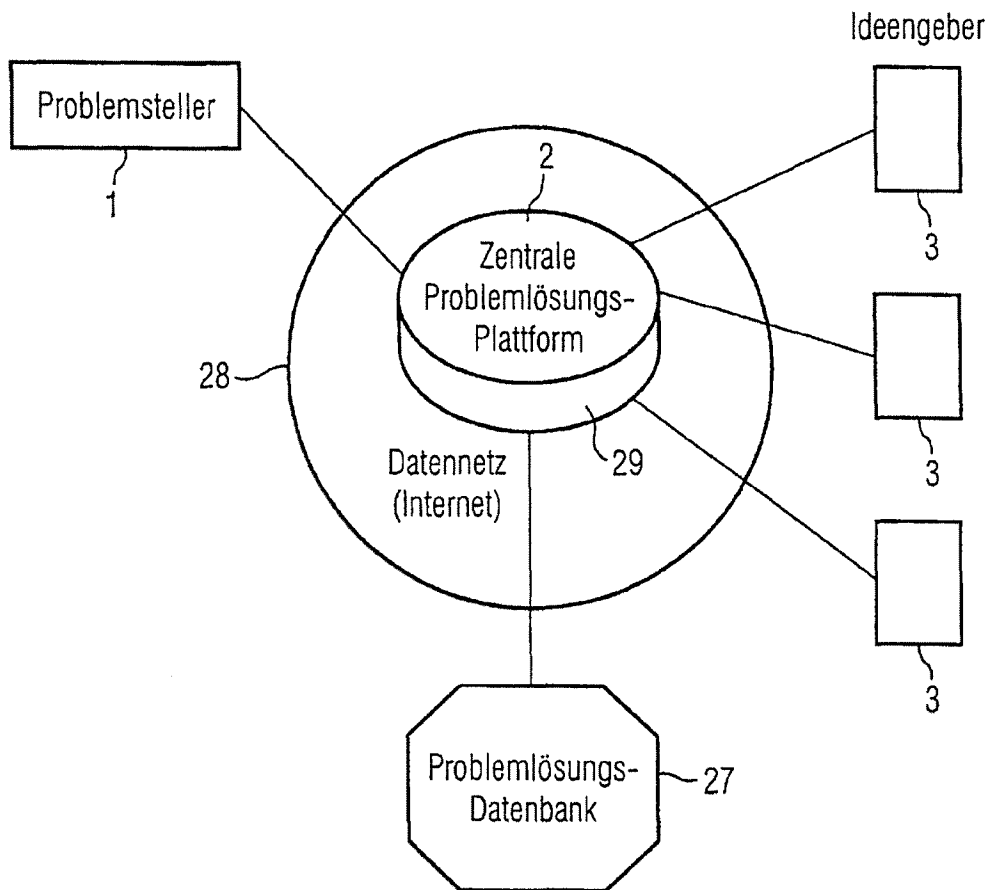 Ideengeber
Problemsteller
1
2
3
Zentrale
Problemlösungs-
Plattform
28
29
3
Datennetz
(Internet)
3
Problemlösungs-
Datenbank
27